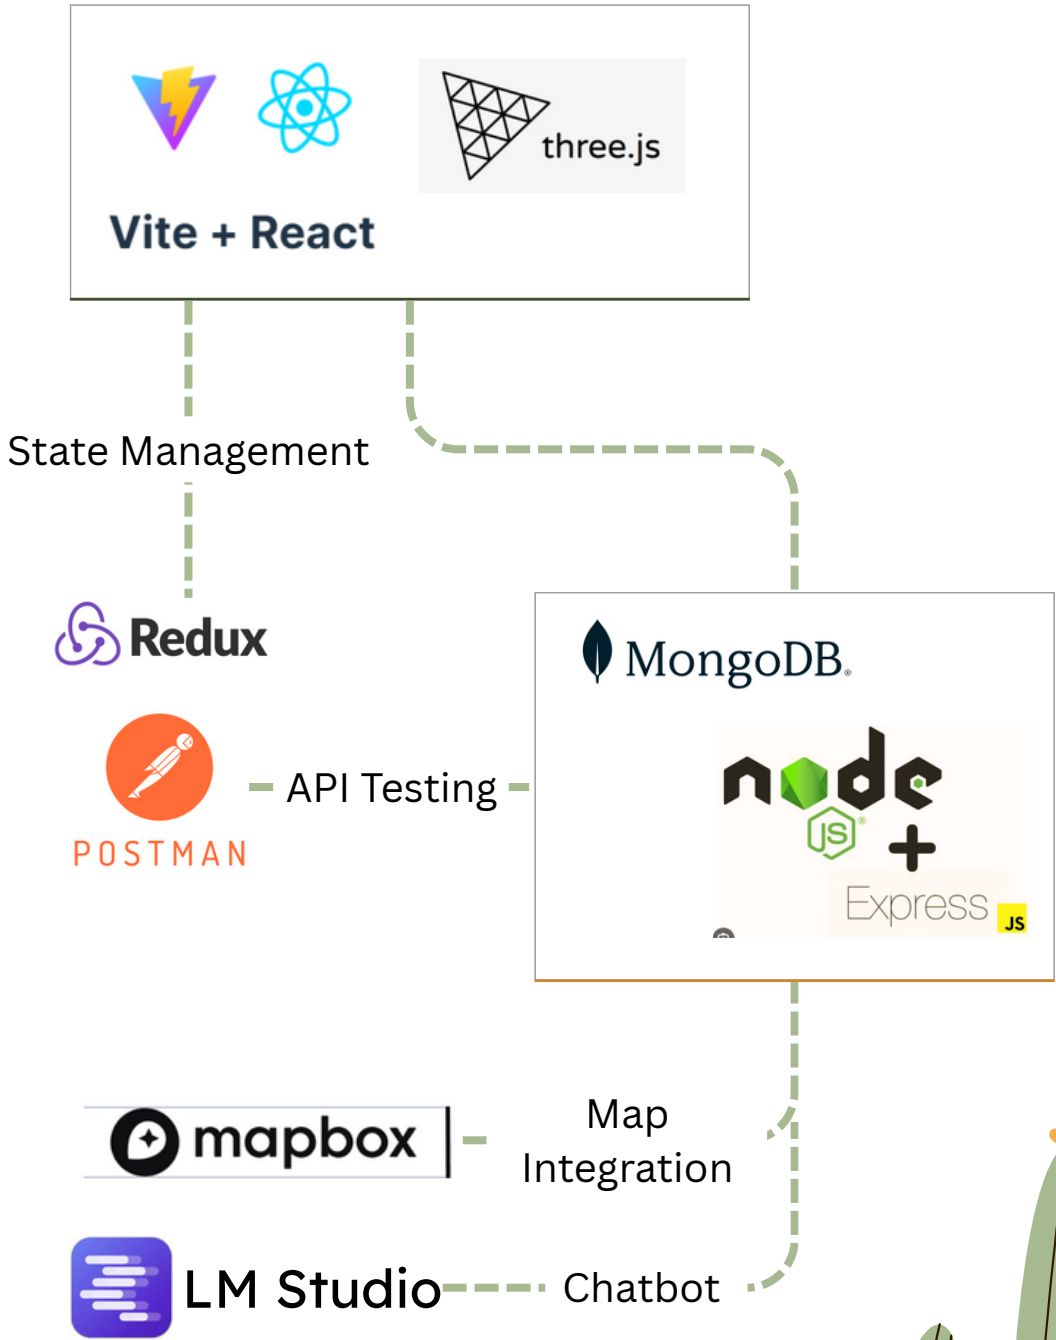 three.js
Vite + React
State Management
Redux
MongoDB®
POSTMAN
API Testing
node
JS®
+
Express
JS
mapbox
Map
Integration
LM Studio
Chatbot